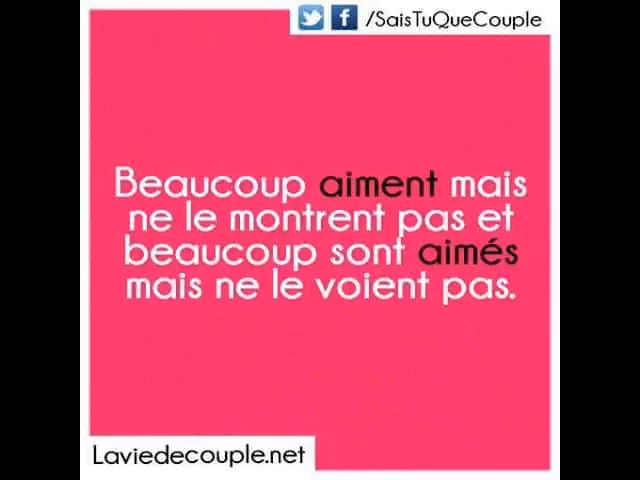 /SaisTuQueCouple
Beaucoup aiment mais
ne le montrent pas et
beaucoup sont aimés
mais ne le voient pas.
Laviedecouple.net